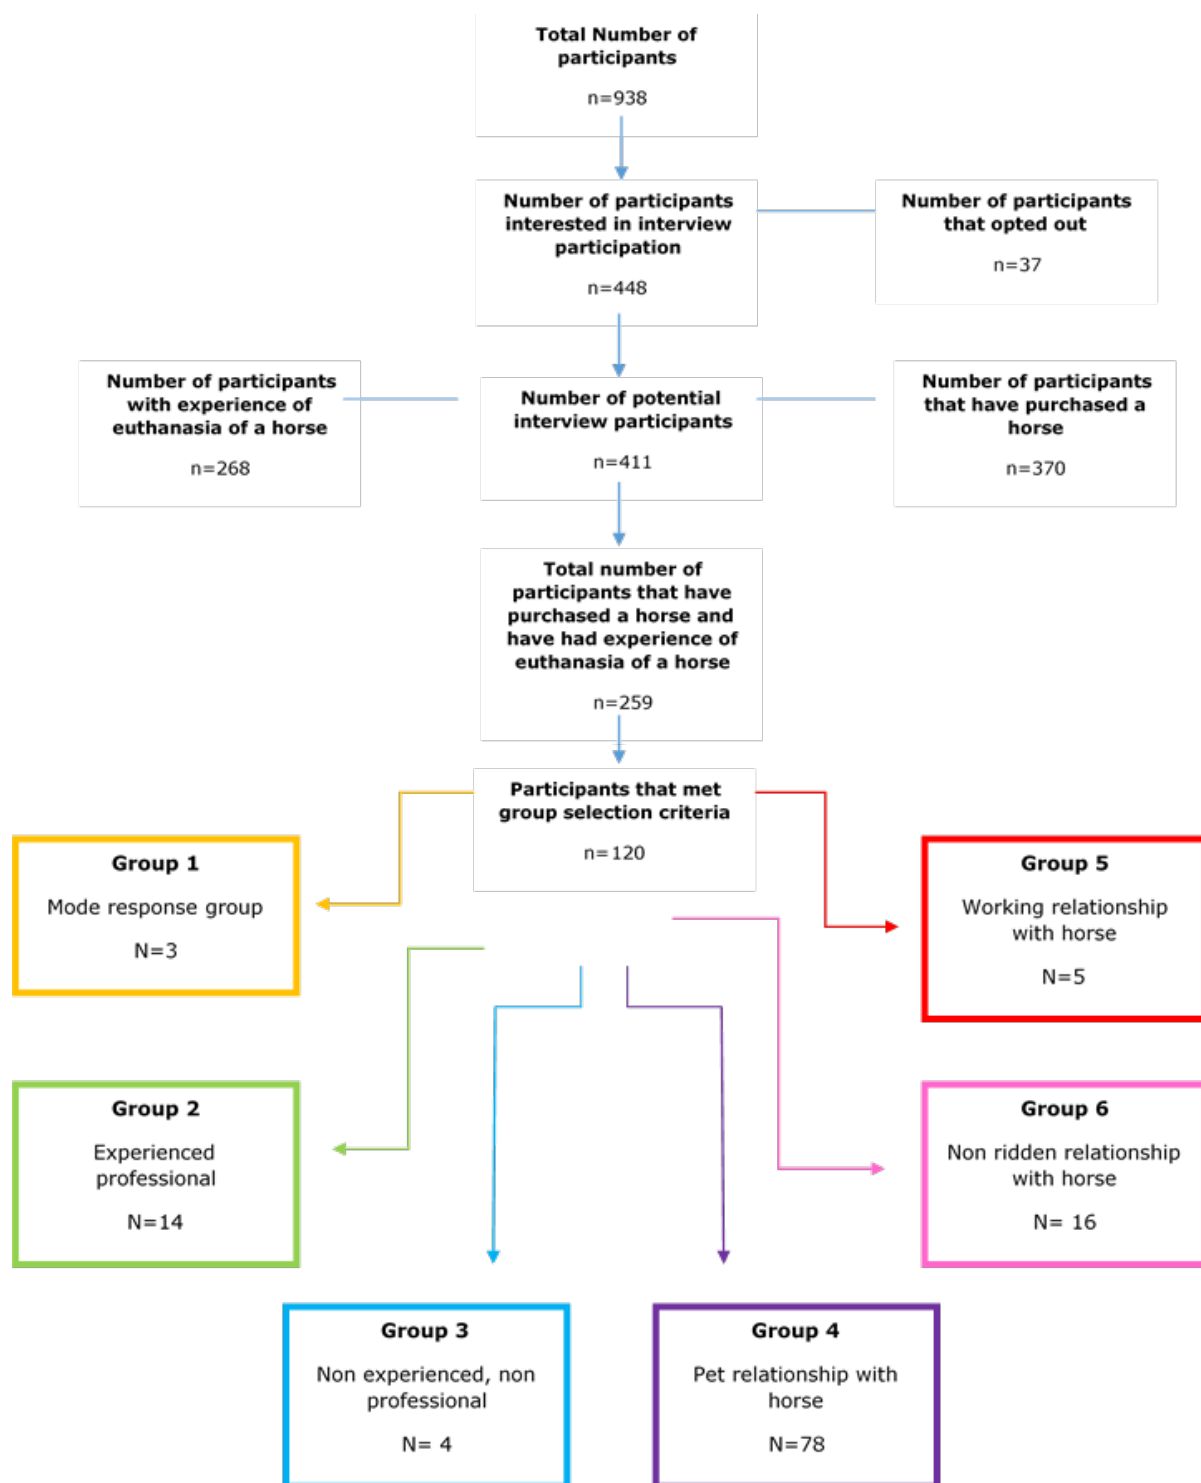 Total Number of
participants
n=938
Number of participants
interested in interview
participation
n=448
Number of participants
that opted out
n=37
Number of participants
with experience of
euthanasia of a horse
n=268
Number of potential
interview participants
n=411
Number of participants
that have purchased a
horse
n=370
Total number of
participants that have
purchased a horse and
have had experience of
euthanasia of a horse
n=259
Participants that met
group selection criteria
n=120
Group 1
Mode response group
N=3
Group 5
Working relationship
with horse
N=5
Group 2
Experienced
professional
N=14
Group 6
Non ridden relationship
with horse
N= 16
Group 3
Non experienced, non
professional
N= 4
Group 4
Pet relationship with
horse
N=78